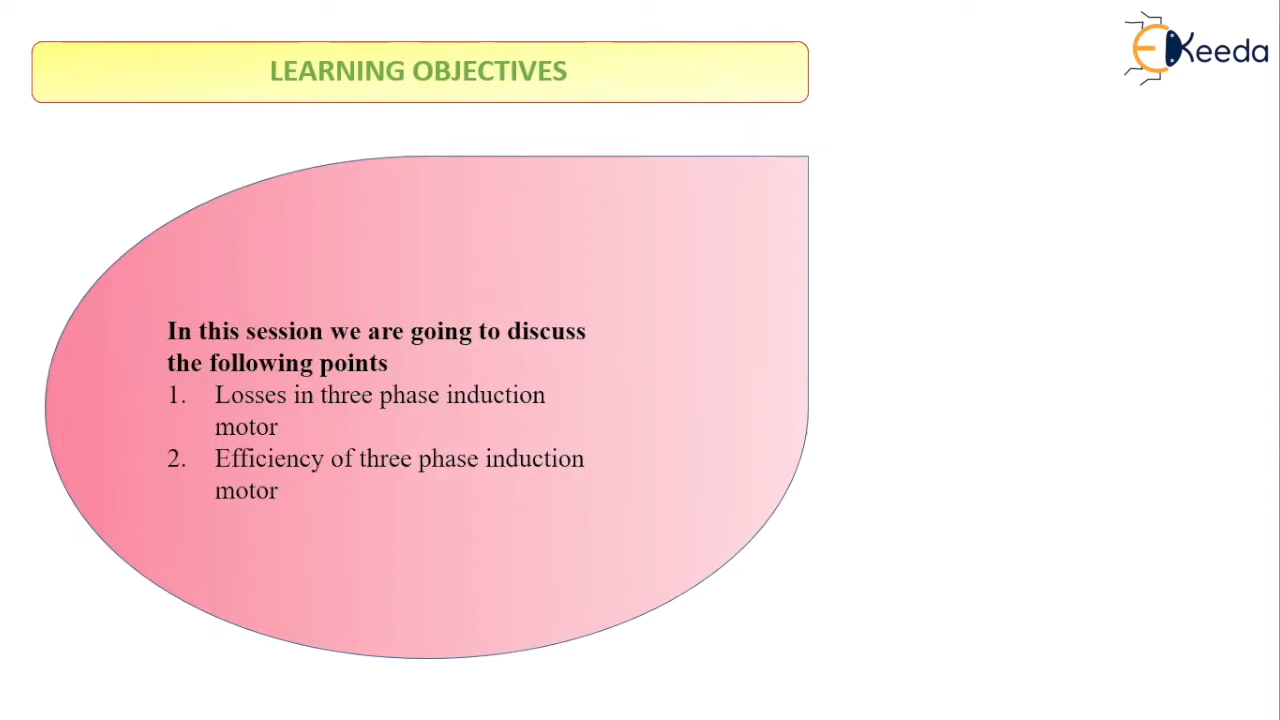 LEARNING OBJECTIVES
EKeeda
In this session we are going to discuss
the following points
1. Losses in three phase induction
motor
2. Efficiency of three phase induction
motor